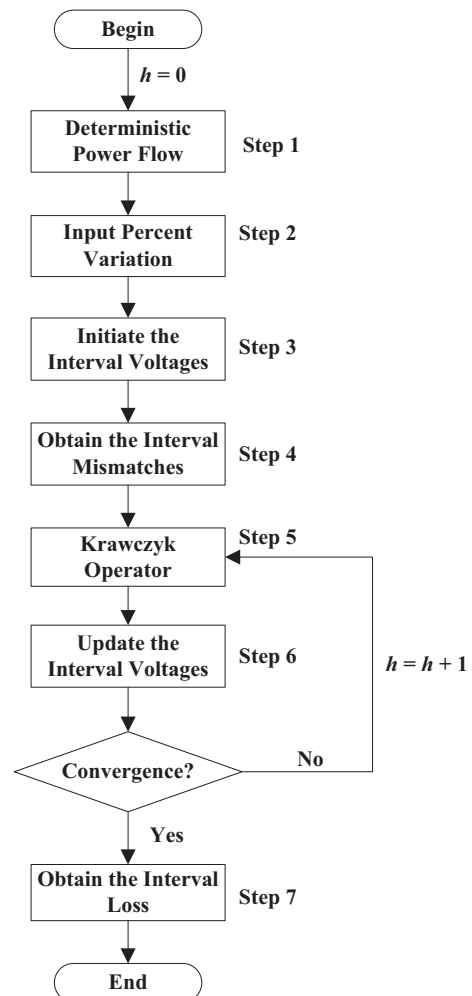 Begin
h = 0
Deterministic
Power Flow
Step 1
Input Percent
Variation
Step 2
Initiate the
Interval Voltages
Step 3
Obtain the Interval
Mismatches
Step 4
Krawczyk
Operator
Step 5
Update the
Interval Voltages
Step 6
h = h + 1
Convergence?
No
Yes
Obtain the Interval
Loss
Step 7
End